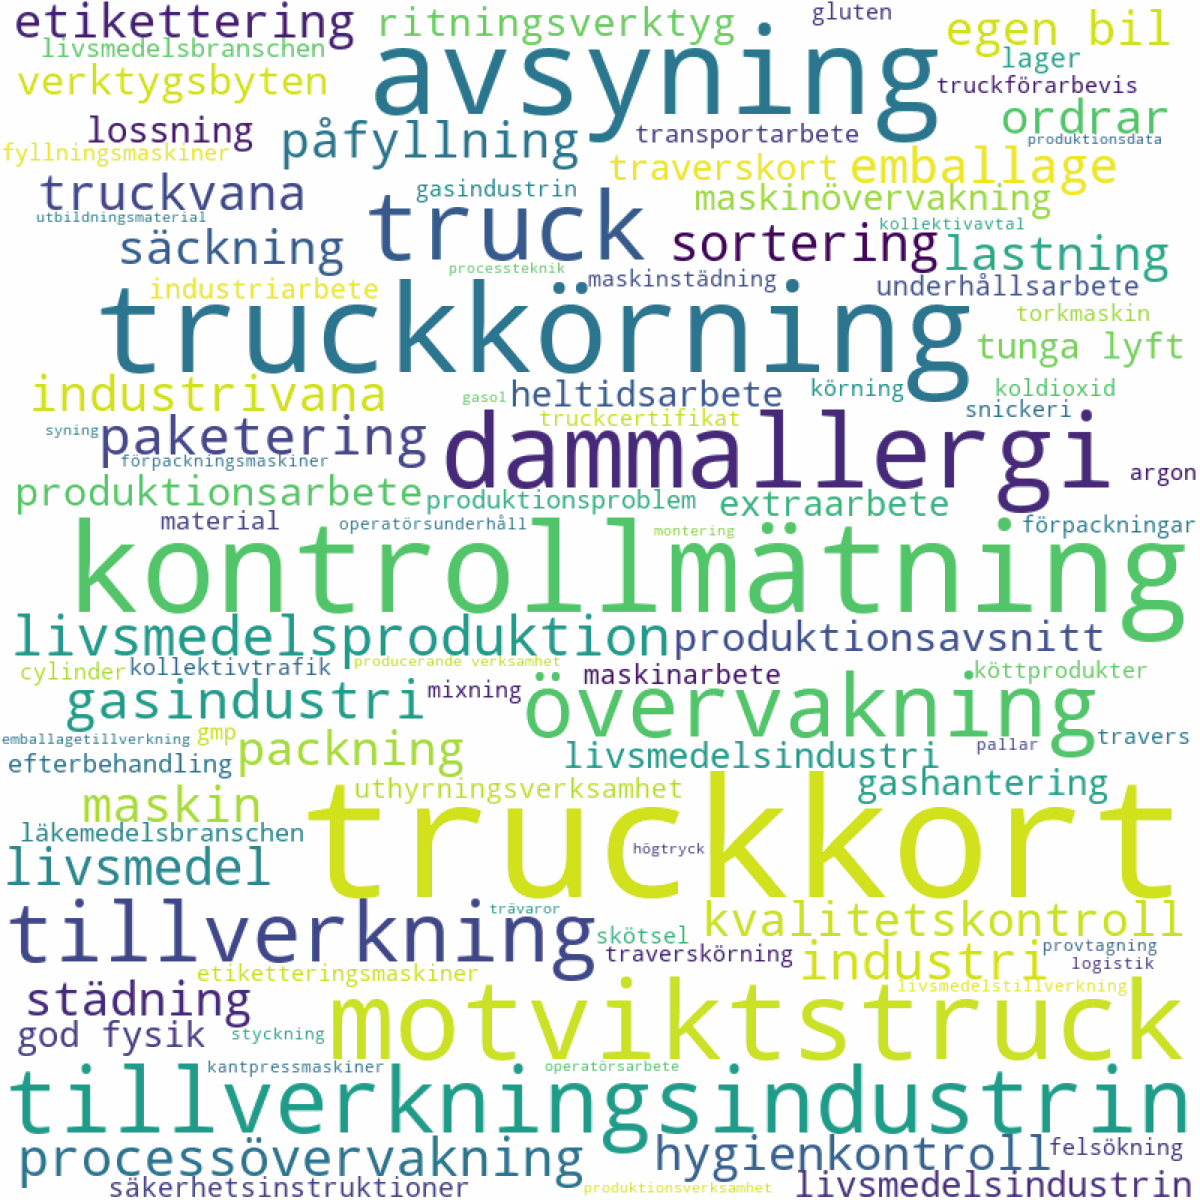 etikettering
ritningsverktyg
gluten
egen bil
livsmedelsbranschen
avsyning
lager
verktygsbyten
truckförarbevis
ordrar
lossning
påfyllning
transportarbete
produktionsdata
fyllningsmaskiner
traverskort
emballage
truckvana
gasindustrin
truck
maskinövervakning
utbildningsmaterial
kollektivavtal
säckning
sortering
lastning
processteknik
maskinstädning
industriarbete
underhållsarbete
truckkörning
torkmaskin
tunga lyft
industrivana
gasol
heltidsarbete
körning
koldioxid
truckcertifikat
snickeri
syning
paketering
dammallergi
förpackningsmaskiner
argon
produktionsarbete
produktionsproblem
extraarbete
material
operatörsunderhåll
montering
förpackningar
kontrollmätning
livsmedelsproduktion
produktionsavsnitt
cylinder
kollektivtrafik
producerande verksamhet
maskinarbete
köttprodukter
gasindustri
mixning
övervakning
emballagetillverkning
gmp
packning
travers
pallar
efterbehandling
livsmedelsindustri
gashantering
maskin
uthyrningsverksamhet
truckkort
läkemedelsbranschen
högtryck
livsmedel
tillverkning
trävaror
kvalitetskontroll
skötsel
traverskörning
industri
provtagning
logistik
etiketteringsmaskiner
livsmedelstillverkning
städning
motviktstruck
god fysik
styckning
kantpressmaskiner
operatörsarbete
tillverkningsindustrin
processövervakning
hygienkontroll
felsökning
säkerhetsinstruktioner
produktionsverksamhet
livsmedelsindustrin